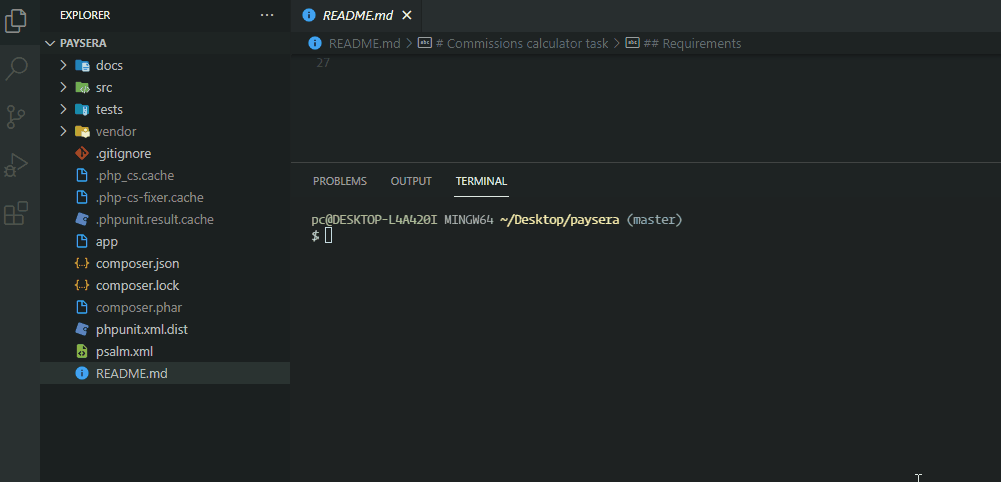 EXPLORER
PAYSERA
docs
src
tests
vendor
.gitignore
.php_cs.cache
.php-cs-fixer.cache
.phpunit.result.cache
app
composer.json
composer.lock
composer.phar
phpunit.xml.dist
psalm.xml
README.md
README.md
README.md > # Commissions calculator task > ## Requirements
27
PROBLEMS OUTPUT TERMINAL
pc@DESKTOP-L4A420I MINGW64 ~/Desktop/paysera (master)
$